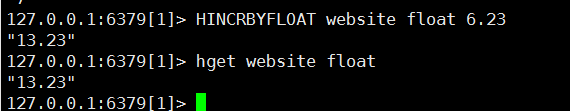 127.0.0.1:6379[1]> HINCRBYFLOAT website float 6.23
"13.23"
127.0.0.1:6379[1]> hget website float
"13.23"
127.0.0.1:6379[1]>